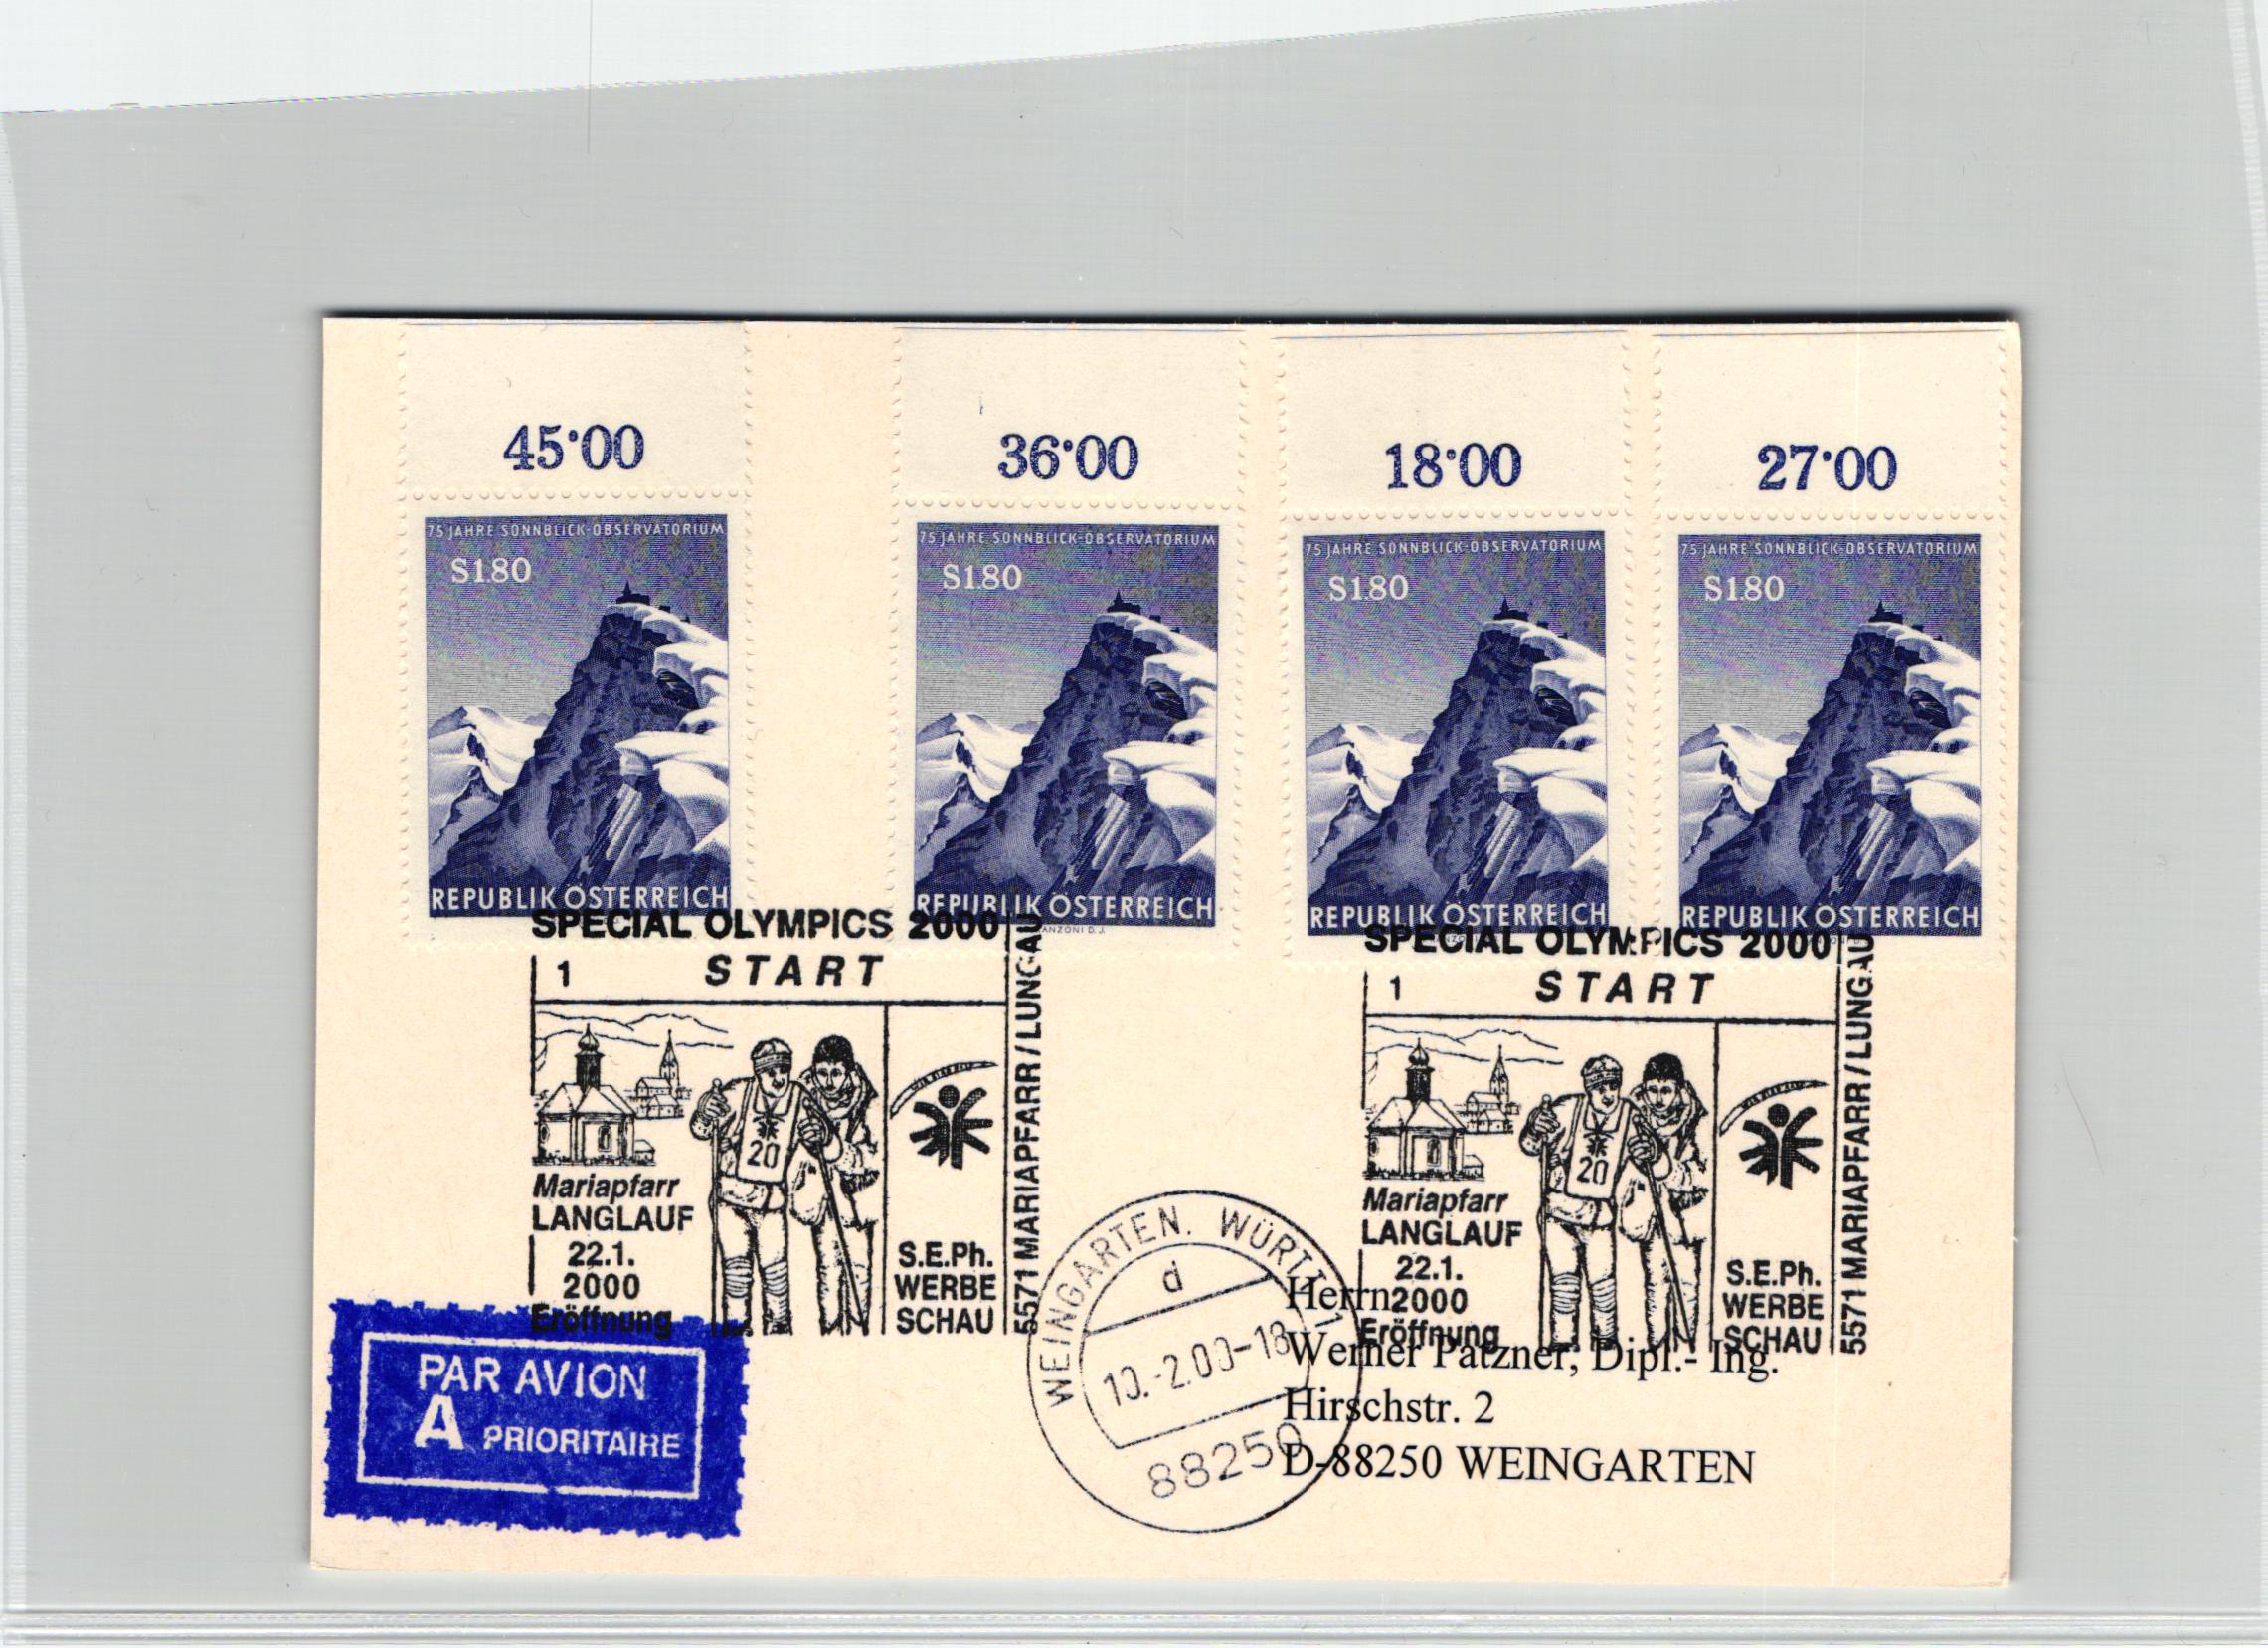 45·00
36·00
18·00
27·00
75 JAHRE SONNBLICK-OBSERVATORIUM
S1.80
REPUBLIK ÖSTERREICH
75 JAHRE SONNBLICK-OBSERVATORIUM
S1.80
REPUBLIK ÖSTERREICH
75 JAHRE SONNBLICK-OBSERVATORIUM
S1.80
REPUBLIK ÖSTERREICH
75 JAHRE SONNBLICK-OBSERVATORIUM
S1.80
REPUBLIK ÖSTERREICH
SPECIAL OLYMPICS 2000
1 START
20
Mariapfarr
LANGLAUF
22.1.
2000
Eröffnung
S.E.Ph.
WERBE
SCHAU
5571 MARIAPFARR/LUNGAU
SPECIAL OLYMPICS 2000
1 START
20
Mariapfarr
LANGLAUF
22.1.
2000
Eröffnung
S.E.Ph.
WERBE
SCHAU
5571 MARIAPFARR/LUNGAU
PAR AVION
A PRIORITAIRE
WEINGARTEN. WÜRTT 1
d
10.-2.00-18
88250
Herrn
Werner Patzner, Dipl.- Ing.
Hirschstr. 2
D-88250 WEINGARTEN